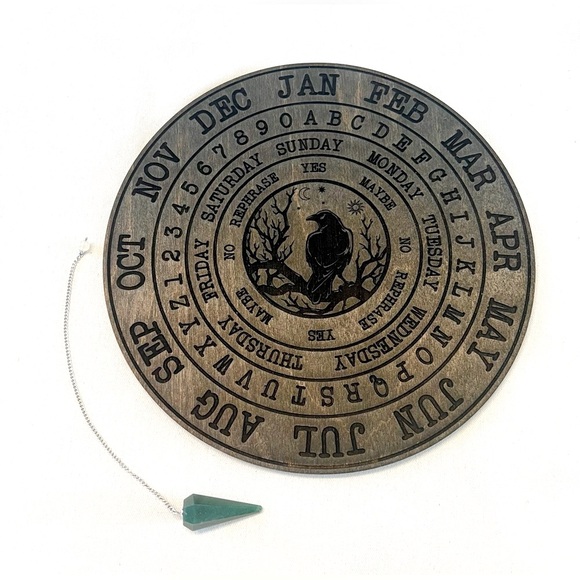 JAN FEB MAR APR MAY JUN JUL AUG SEP OCT NOV DEC
A B C D E F G H I J K L M N O P Q R S T U V W X Y Z 1 2 3 4 5 6 7 8 9 0
SUNDAY MONDAY TUESDAY WEDNESDAY THURSDAY FRIDAY SATURDAY
YES MAYBE NO REPHRASE YES MAYBE NO REPHRASE